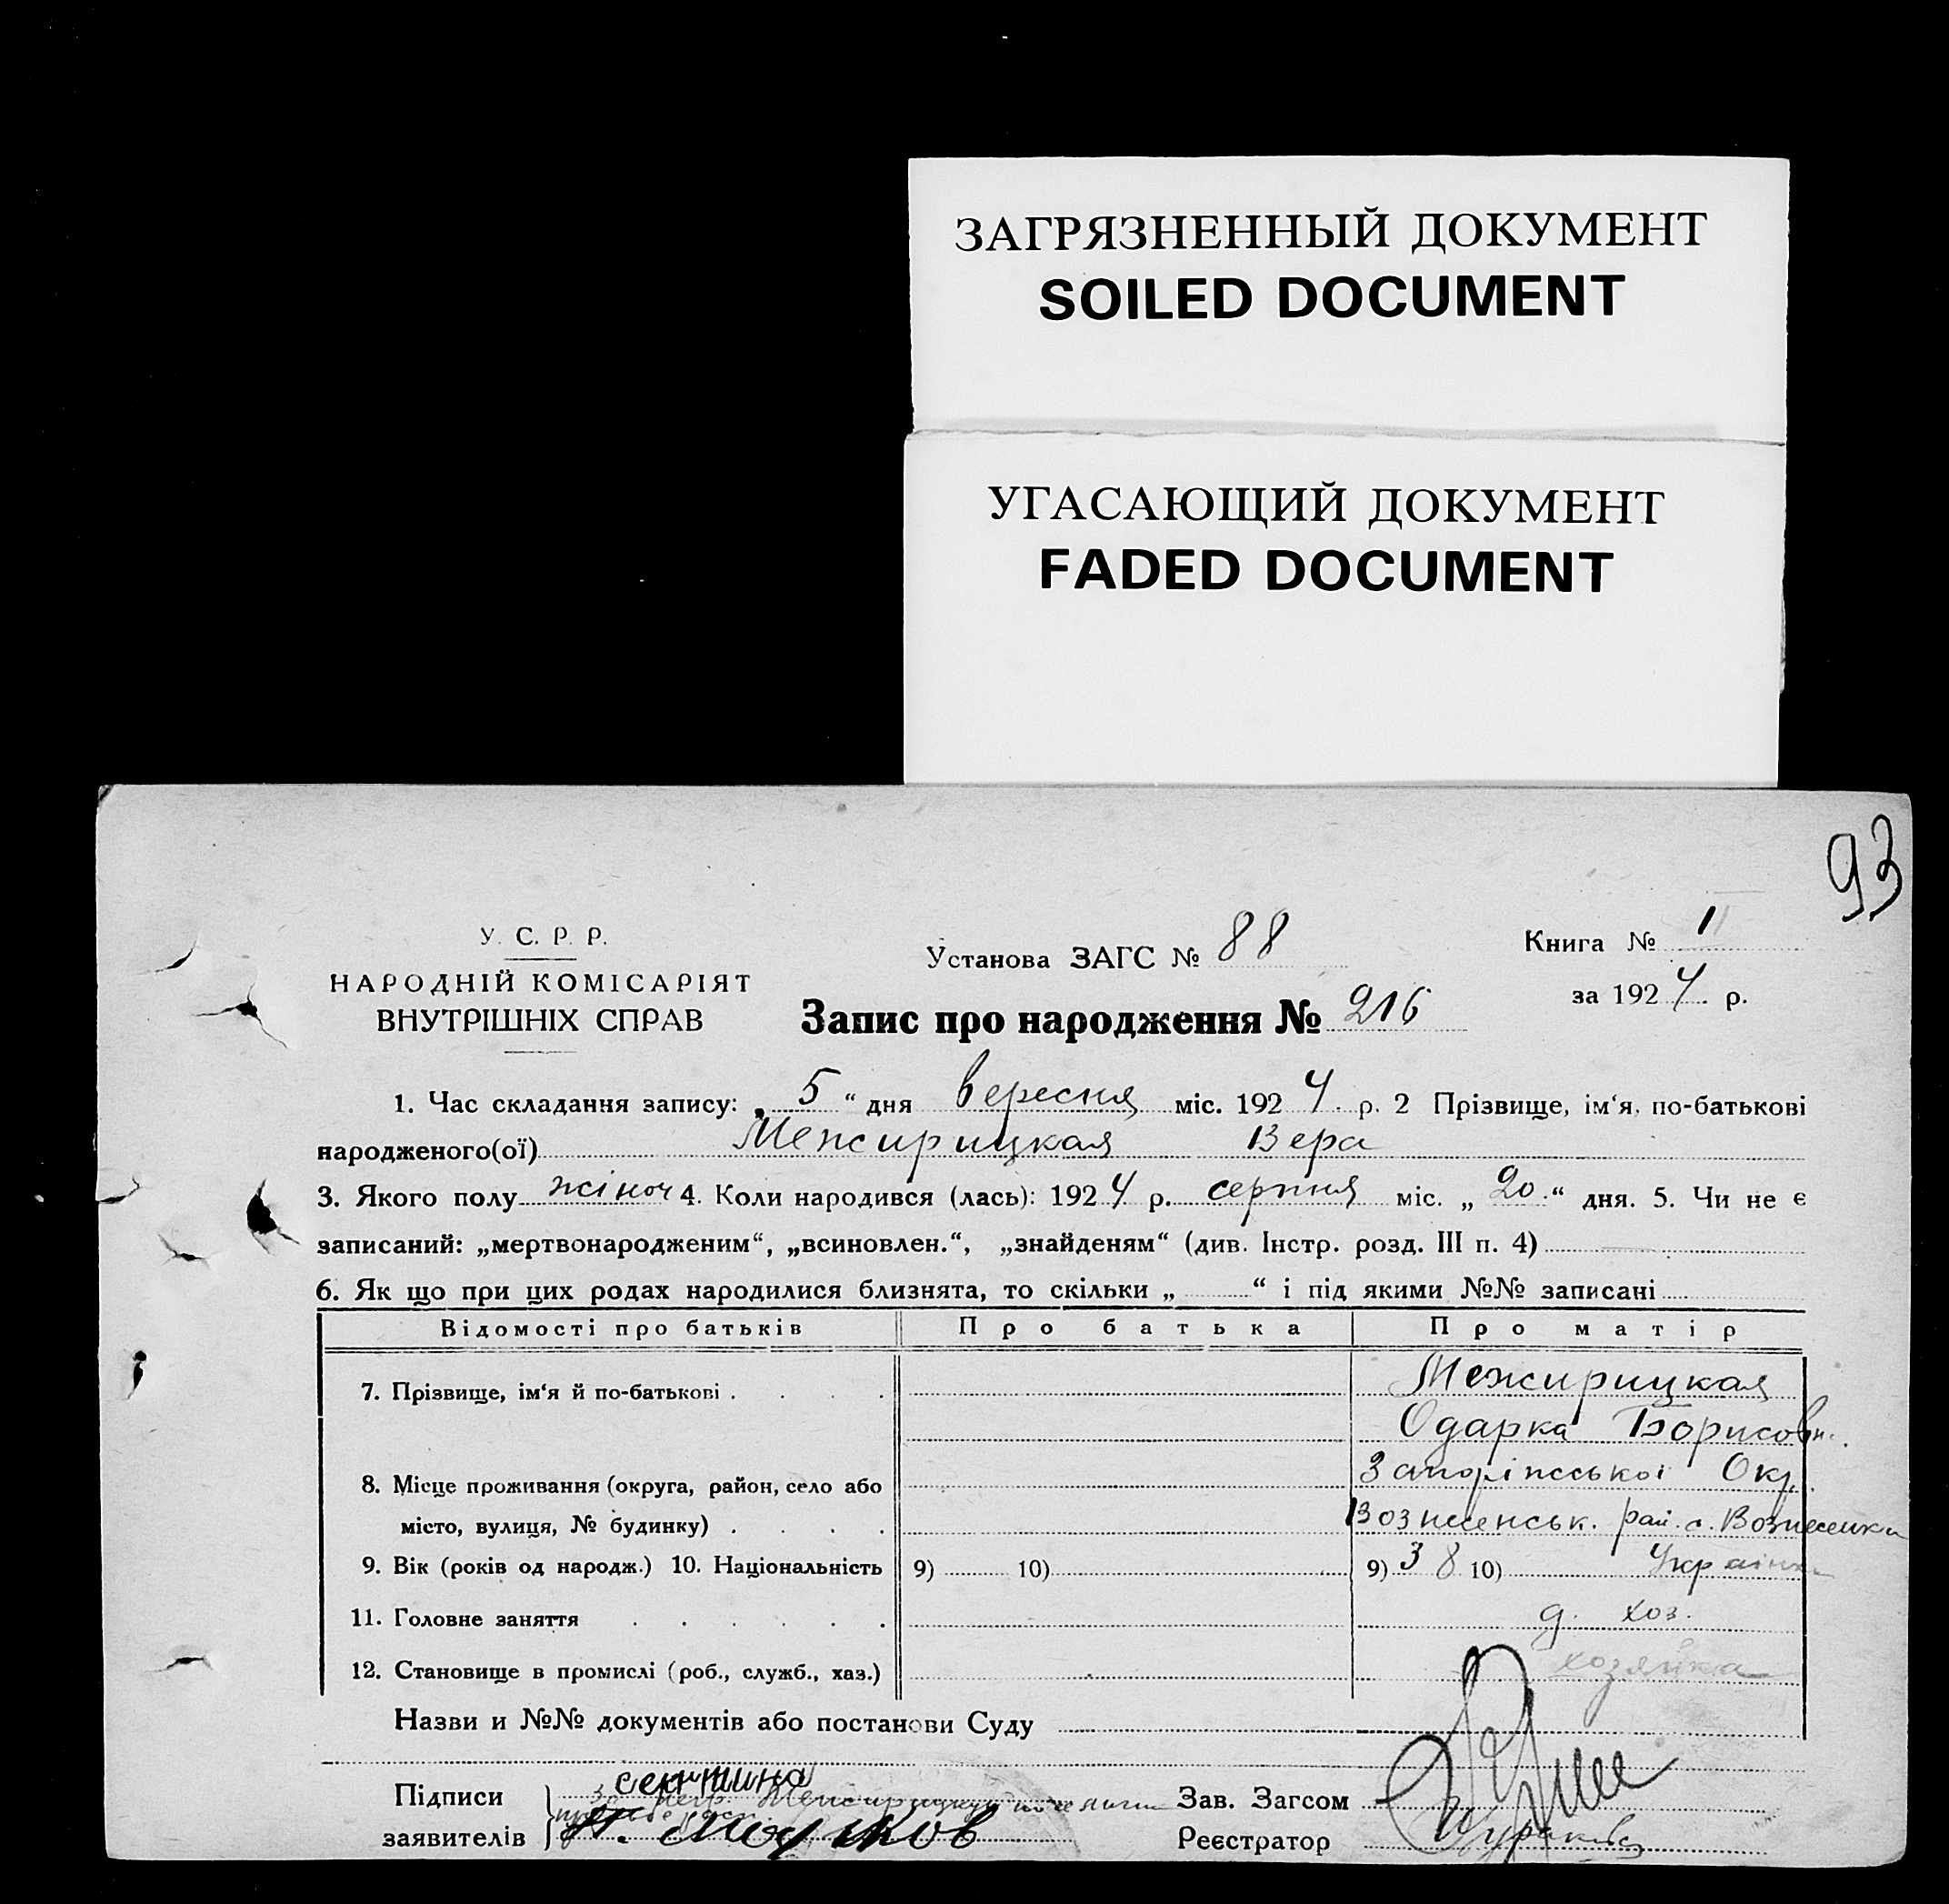 ЗАГРЯЗНЕННЫЙ ДОКУМЕНТ
SOILED DOCUMENT
УГАСАЮЩИЙ ДОКУМЕНТ
FADED DOCUMENT
93
У. С. Р. Р.
НАРОДНІЙ КОМІСАРІЯТ
ВНУТРІШНІХ СПРАВ
Установа ЗАГС № 88
Запис про народження № 216
Книга № 1
за 1924 р.
1. Час складання запису: „ 5 “ дня вересня міс. 1924 р. 2 Прізвище, ім‘я, по-батькові
народженого(ої) Межирицкая Вера
3. Якого полу жіноч 4. Коли народився (лась): 1924 р. серпня міс. „ 20 “ дня. 5. Чи не є
записаний: „мертвонародженим“, „всиновлен.“, „знайденям“ (див. Інстр. розд. III п. 4)
6. Як що при цих родах народилися близнята, то скільки „ “ і під якими №№ записані
Відомості про батьків Про батька Про матір
7. Прізвище, ім‘я й по-батькові . . . . Межирицкая
Одарка Борисовн.
8. Місце проживання (округа, район, село або Запоріжської Окр.
місто, вулиця, № будинку) . . . . Вознесенськ. рай. с. Вознесенка
9. Вік (років од народж.) 10. Національність 9) 10) 9) 38 10) Українка
11. Головне заняття . . . . . . д. хоз.
12. Становище в промислі (роб., служб., хаз.) хозяйка
Назви и №№ документів або постанови Суду
Підписи Межирицкую Зав. Загсом
заявителів Реєстратор